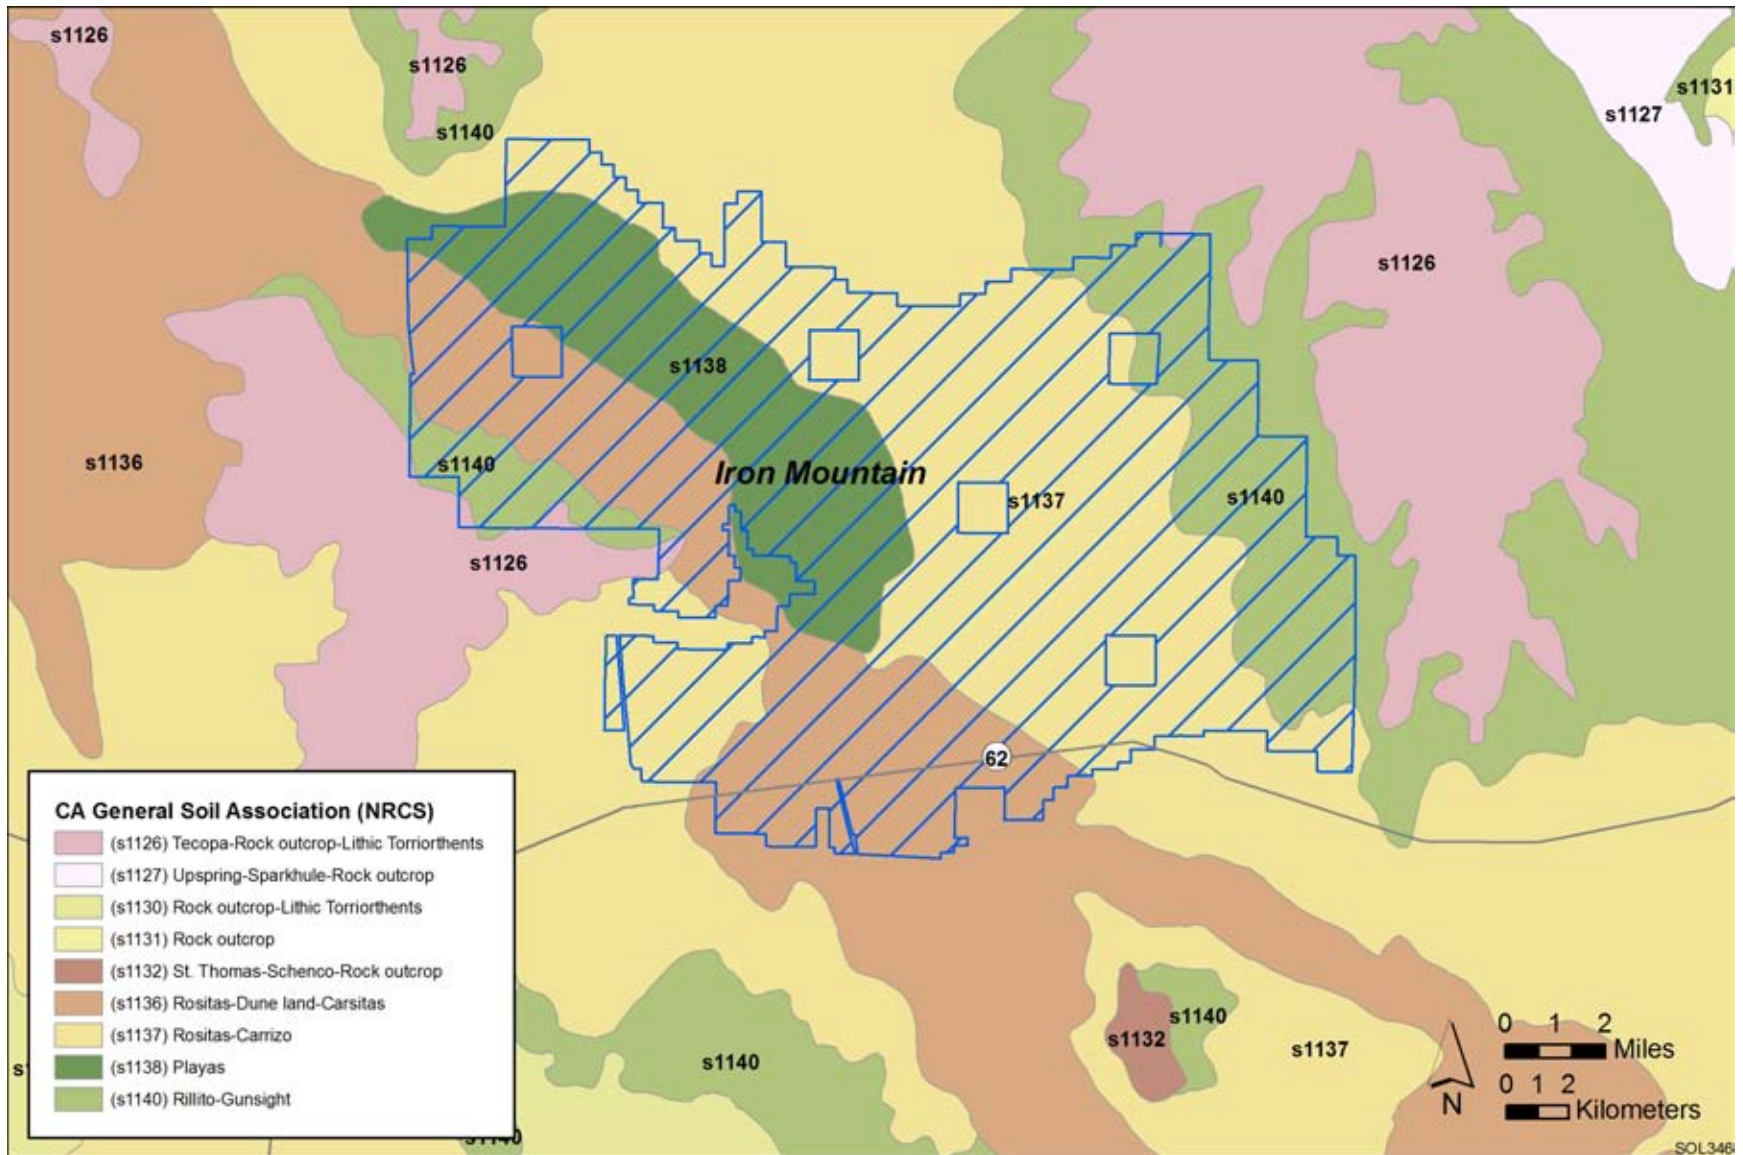 s1126
s1126
s1131
s1127
s1140
s1126
s1138
s1136
s1140
Iron Mountain
s1137
s1140
s1126
62
CA General Soil Association (NRCS)
(s1126) Tecopa-Rock outcrop-Lithic Torriorthents
(s1127) Upspring-Sparkhule-Rock outcrop
(s1130) Rock outcrop-Lithic Torriorthents
(s1131) Rock outcrop
(s1132) St. Thomas-Schenco-Rock outcrop
(s1136) Rositas-Dune land-Carsitas
(s1137) Rositas-Carrizo
(s1138) Playas
(s1140) Rillito-Gunsight
s1140
s1132
s1140
s1137
0 1 2
Miles
0 1 2
Kilometers
N
s1140